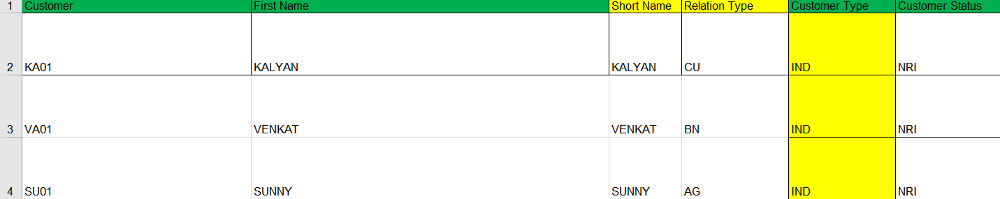 1 Customer First Name Short Name Relation Type Customer Type Customer Status
2 KA01 KALYAN KALYAN CU IND NRI
3 VA01 VENKAT VENKAT BN IND NRI
4 SU01 SUNNY SUNNY AG IND NRI